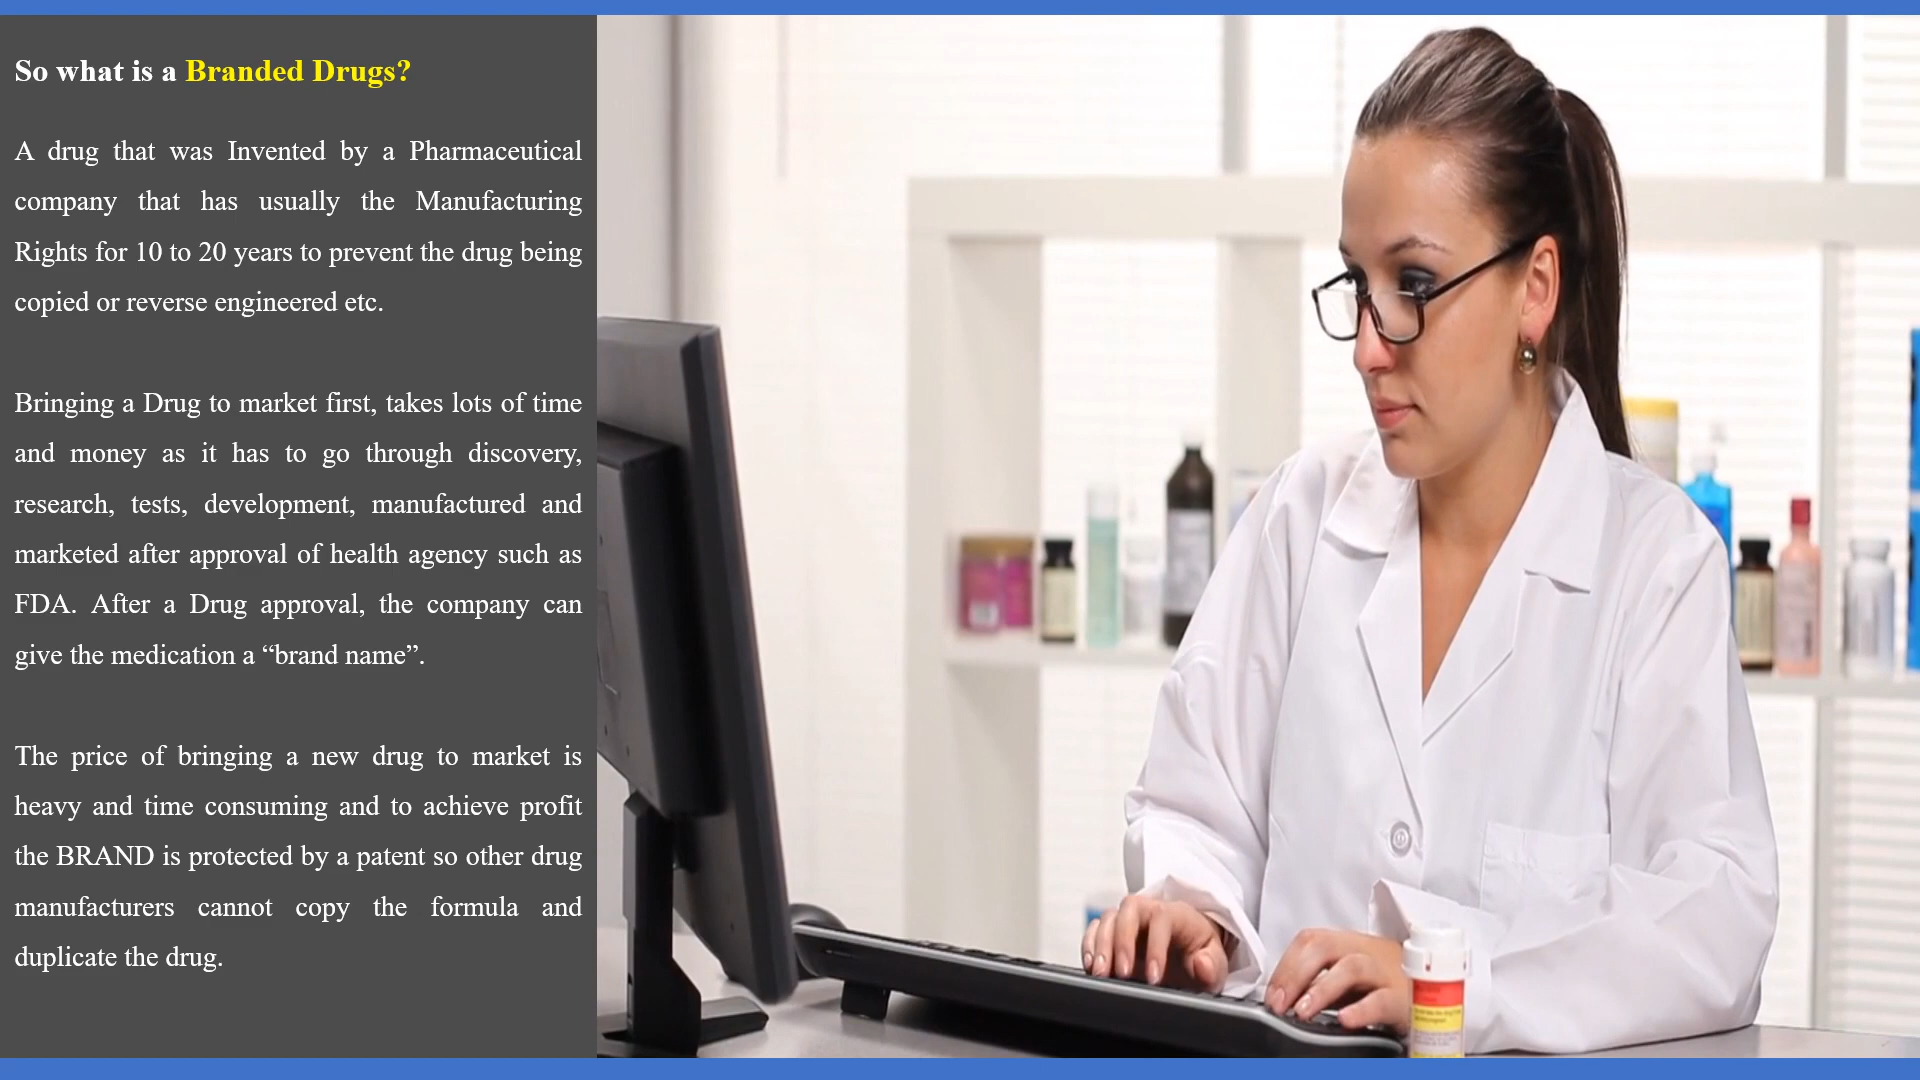 So what is a Branded Drugs?
A drug that was Invented by a Pharmaceutical
company that has usually the Manufacturing
Rights for 10 to 20 years to prevent the drug being
copied or reverse engineered etc.
Bringing a Drug to market first, takes lots of time
and money as it has to go through discovery,
research, tests, development, manufactured and
marketed after approval of health agency such as
FDA. After a Drug approval, the company can
give the medication a “brand name”.
The price of bringing a new drug to market is
heavy and time consuming and to achieve profit
the BRAND is protected by a patent so other drug
manufacturers cannot copy the formula and
duplicate the drug.